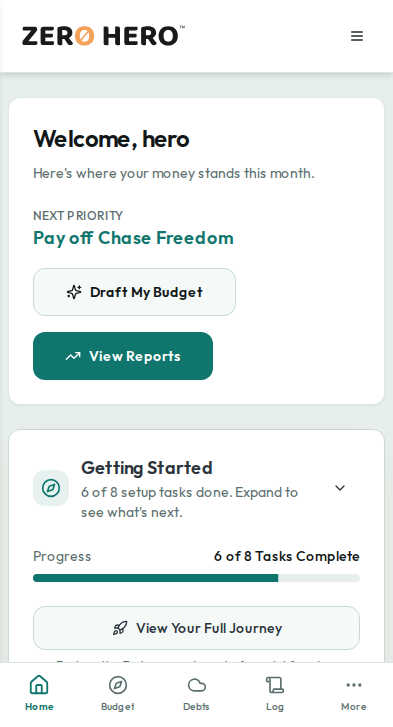 ZERO HERO™
Welcome, hero
Here's where your money stands this month.
NEXT PRIORITY
Pay off Chase Freedom
Draft My Budget
View Reports
Getting Started
6 of 8 setup tasks done. Expand to
see what's next.
Progress
6 of 8 Tasks Complete
View Your Full Journey
Home
Budget
Debts
Log
More